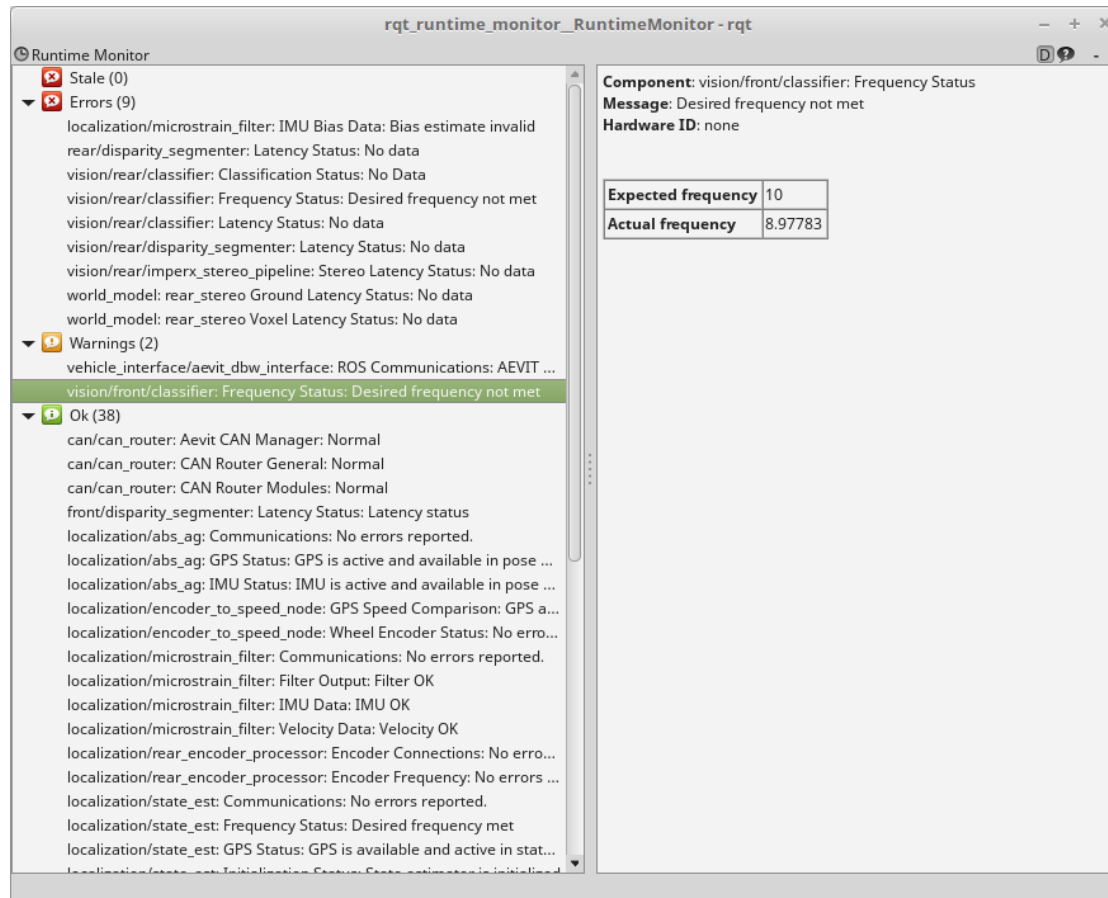 rqt_runtime_monitor__RuntimeMonitor - rqt
Runtime Monitor
D
Stale (0)
Errors (9)
localization/microstrain_filter: IMU Bias Data: Bias estimate invalid
rear/disparity_segmenter: Latency Status: No data
vision/rear/classifier: Classification Status: No Data
vision/rear/classifier: Frequency Status: Desired frequency not met
vision/rear/classifier: Latency Status: No data
vision/rear/disparity_segmenter: Latency Status: No data
vision/rear/imperx_stereo_pipeline: Stereo Latency Status: No data
world_model: rear_stereo Ground Latency Status: No data
world_model: rear_stereo Voxel Latency Status: No data
Warnings (2)
vehicle_interface/aevit_dbw_interface: ROS Communications: AEVIT ...
vision/front/classifier: Frequency Status: Desired frequency not met
Ok (38)
can/can_router: Aevit CAN Manager: Normal
can/can_router: CAN Router General: Normal
can/can_router: CAN Router Modules: Normal
front/disparity_segmenter: Latency Status: Latency status
localization/abs_ag: Communications: No errors reported.
localization/abs_ag: GPS Status: GPS is active and available in pose ...
localization/abs_ag: IMU Status: IMU is active and available in pose ...
localization/encoder_to_speed_node: GPS Speed Comparison: GPS a...
localization/encoder_to_speed_node: Wheel Encoder Status: No erro...
localization/microstrain_filter: Communications: No errors reported.
localization/microstrain_filter: Filter Output: Filter OK
localization/microstrain_filter: IMU Data: IMU OK
localization/microstrain_filter: Velocity Data: Velocity OK
localization/rear_encoder_processor: Encoder Connections: No erro...
localization/rear_encoder_processor: Encoder Frequency: No errors ...
localization/state_est: Communications: No errors reported.
localization/state_est: Frequency Status: Desired frequency met
localization/state_est: GPS Status: GPS is available and active in stat...
localization/state_est: Initialization Status: State estimator is initialized
Component: vision/front/classifier: Frequency Status
Message: Desired frequency not met
Hardware ID: none
Expected frequency 10
Actual frequency 8.97783